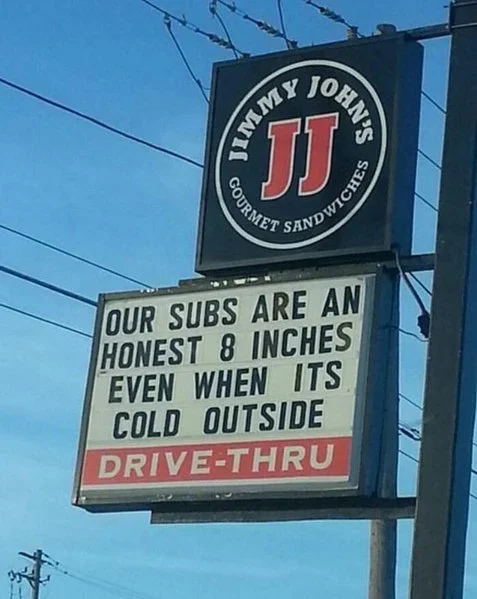 JIMMY JOHN'S
JJ
GOURMET SANDWICHES
OUR SUBS ARE AN
HONEST 8 INCHES
EVEN WHEN ITS
COLD OUTSIDE
DRIVE-THRU